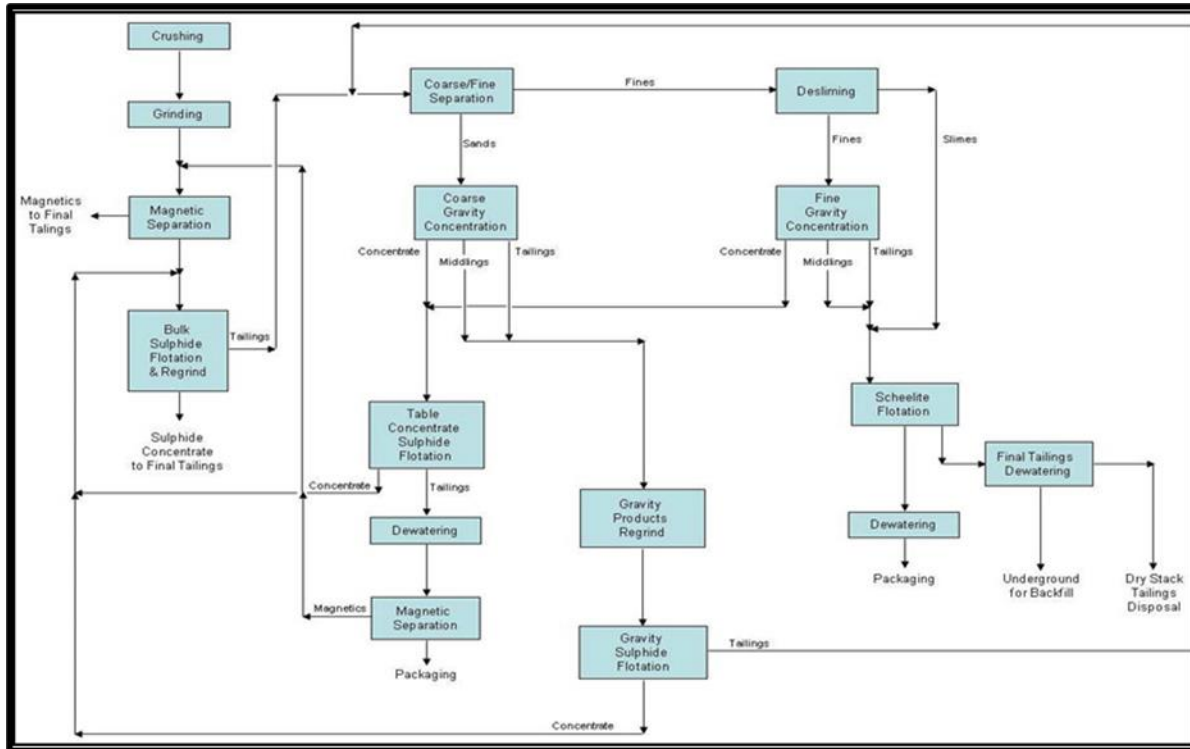 Crushing
Grinding
Magnetics
to Final
Talings
Magnetic
Separation
Bulk
Sulphide
Flotation
& Regrind
Tailings
Sulphide
Concentrate
to Final Tailings
Coarse/Fine
Separation
Fines
Desliming
Sands
Fines
Slimes
Coarse
Gravity
Concentration
Fine
Gravity
Concentration
Concentrate
Middlings
Tailings
Concentrate
Middlings
Tailings
Table
Concentrate
Sulphide
Flotation
Concentrate
Tailings
Dewatering
Magnetics
Magnetic
Separation
Packaging
Gravity
Products
Regrind
Gravity
Sulphide
Flotation
Tailings
Concentrate
Scheelite
Flotation
Final Tailings
Dewatering
Dewatering
Packaging
Underground
for Backfill
Dry Stack
Tailings
Disposal